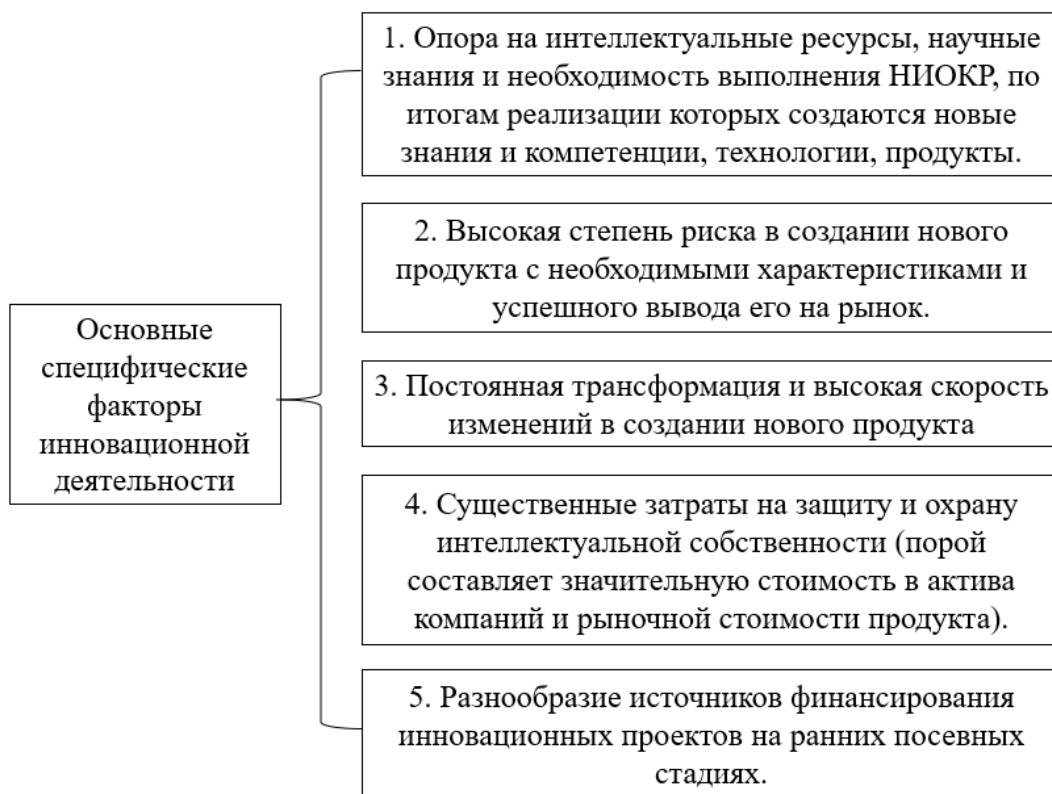 1. Опора на интеллектуальные ресурсы, научные
знания и необходимость выполнения НИОКР, по
итогам реализации которых создаются новые
знания и компетенции, технологии, продукты.
2. Высокая степень риска в создании нового
продукта с необходимыми характеристиками и
успешного вывода его на рынок.
Основные
специфические
факторы
инновационной
деятельности
3. Постоянная трансформация и высокая скорость
изменений в создании нового продукта
4. Существенные затраты на защиту и охрану
интеллектуальной собственности (порой
составляет значительную стоимость в актива
компаний и рыночной стоимости продукта).
5. Разнообразие источников финансирования
инновационных проектов на ранних посевных
стадиях.